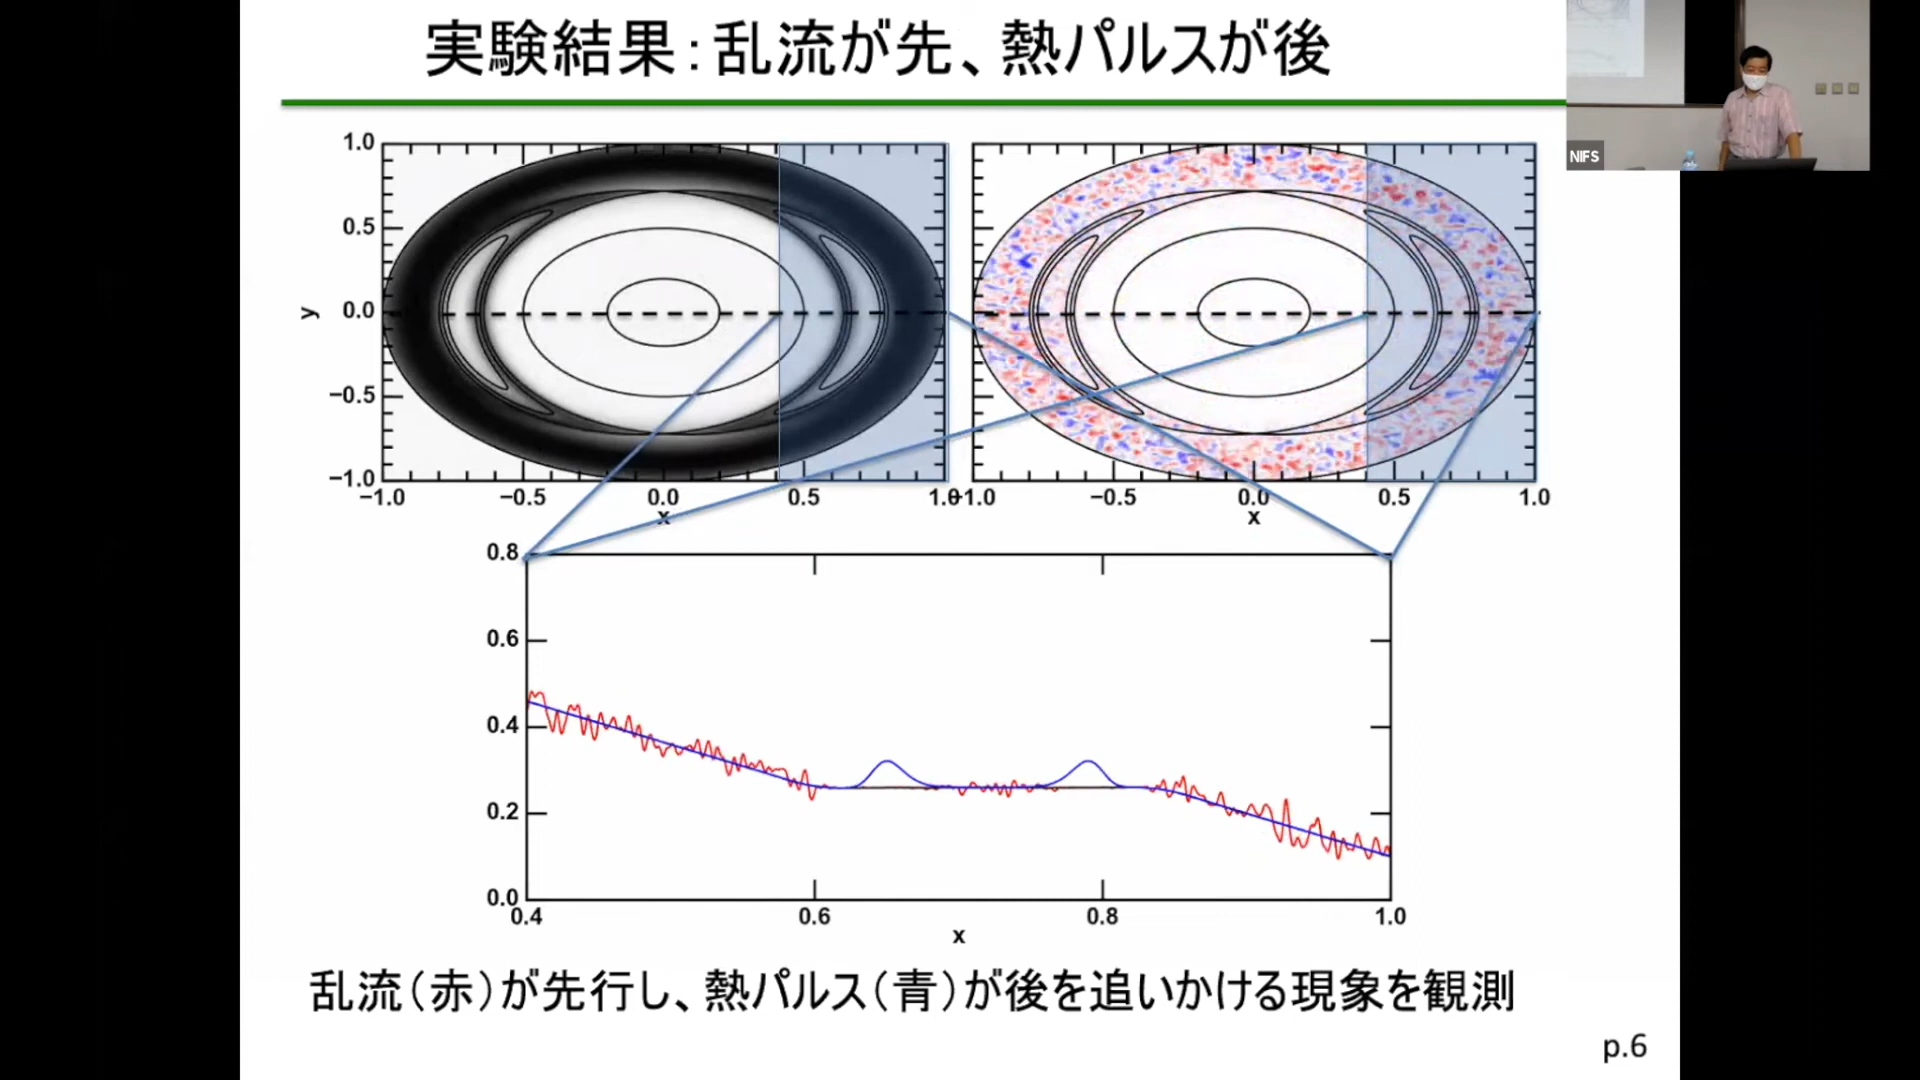 実験結果：乱流が先、熱パルスが後
NIFS
1.0
0.5
0.0
−0.5
−1.0
y
−1.0 −0.5 0.0 0.5 1.0
x
−1.0 −0.5 0.0 0.5 1.0
x
0.8
0.6
0.4
0.2
0.0
0.4 0.6 0.8 1.0
x
乱流（赤）が先行し、熱パルス（青）が後を追いかける現象を観測
p.6